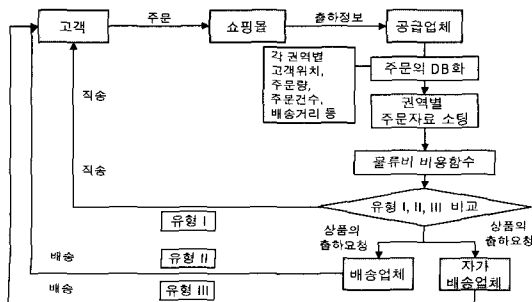 고객
주문
쇼핑몰
출하정보
공급업체
각 권역별
고객위치,
주문량,
주문건수,
배송거리 등
주문의 DB화
권역별
주문자료 소팅
물류비 비용함수
직송
직송
유형 I, II, III 비교
유형 I
상품의
출하요청
상품의
출하요청
배송
유형 II
배송업체
자가
배송업체
배송
유형 III